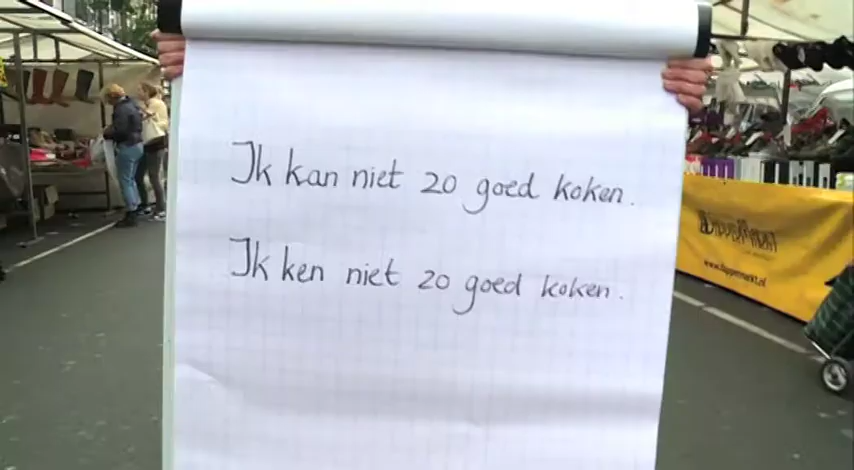 Ik kan niet zo goed koken.
Ik ken niet zo goed koken.